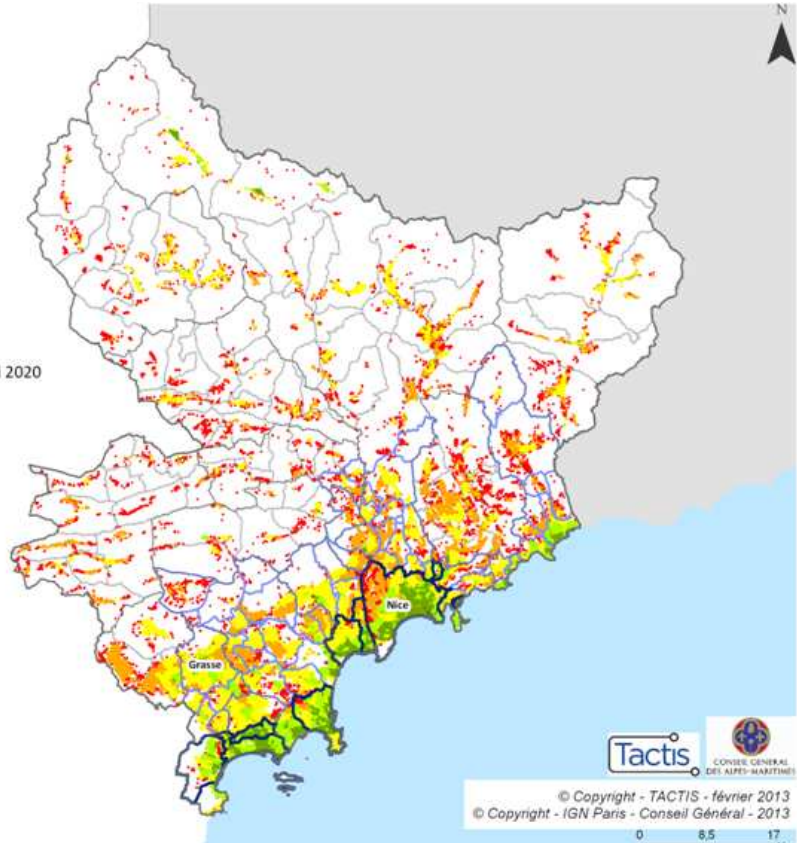 N
2020
Nice
Grasse
Tactis
CONSEIL GENERAL
DES ALPES-MARITIMES
© Copyright - TACTIS - février 2013
© Copyright - IGN Paris - Conseil Général - 2013
0 8,5 17